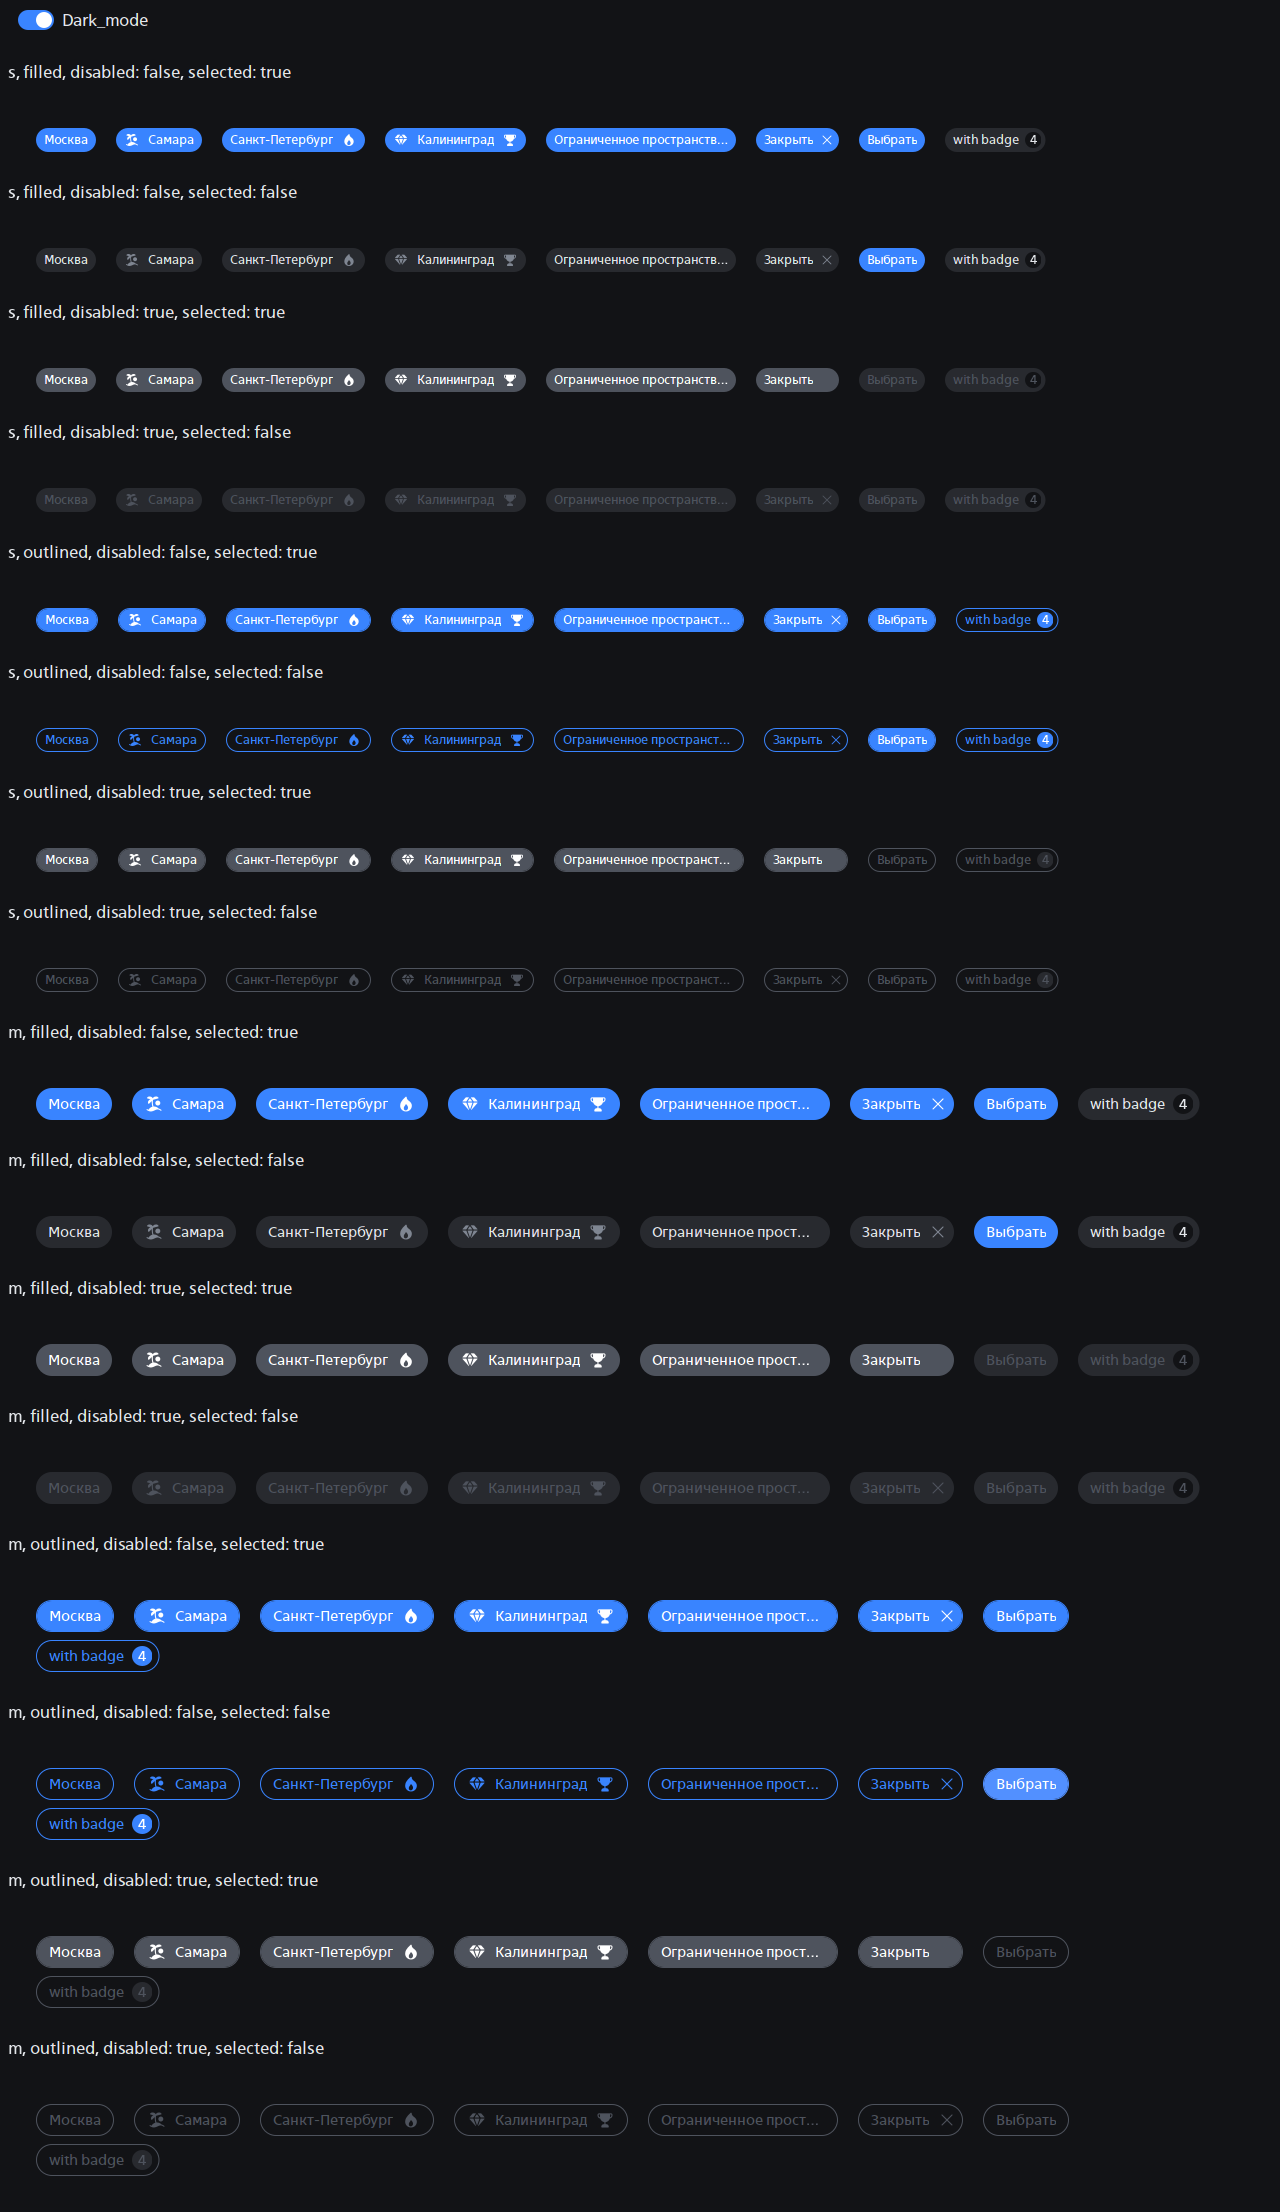 Dark_mode
s, filled, disabled: false, selected: true
Москва Самара Санкт-Петербург Калининград Ограниченное пространств... Закрыть Выбрать with badge 4
s, filled, disabled: false, selected: false
Москва Самара Санкт-Петербург Калининград Ограниченное пространств... Закрыть Выбрать with badge 4
s, filled, disabled: true, selected: true
Москва Самара Санкт-Петербург Калининград Ограниченное пространств... Закрыть Выбрать with badge 4
s, filled, disabled: true, selected: false
Москва Самара Санкт-Петербург Калининград Ограниченное пространств... Закрыть Выбрать with badge 4
s, outlined, disabled: false, selected: true
Москва Самара Санкт-Петербург Калининград Ограниченное пространст... Закрыть Выбрать with badge 4
s, outlined, disabled: false, selected: false
Москва Самара Санкт-Петербург Калининград Ограниченное пространст... Закрыть Выбрать with badge 4
s, outlined, disabled: true, selected: true
Москва Самара Санкт-Петербург Калининград Ограниченное пространст... Закрыть Выбрать with badge 4
s, outlined, disabled: true, selected: false
Москва Самара Санкт-Петербург Калининград Ограниченное пространст... Закрыть Выбрать with badge 4
m, filled, disabled: false, selected: true
Москва Самара Санкт-Петербург Калининград Ограниченное прост... Закрыть Выбрать with badge 4
m, filled, disabled: false, selected: false
Москва Самара Санкт-Петербург Калининград Ограниченное прост... Закрыть Выбрать with badge 4
m, filled, disabled: true, selected: true
Москва Самара Санкт-Петербург Калининград Ограниченное прост... Закрыть Выбрать with badge 4
m, filled, disabled: true, selected: false
Москва Самара Санкт-Петербург Калининград Ограниченное прост... Закрыть Выбрать with badge 4
m, outlined, disabled: false, selected: true
Москва Самара Санкт-Петербург Калининград Ограниченное прост... Закрыть Выбрать
with badge 4
m, outlined, disabled: false, selected: false
Москва Самара Санкт-Петербург Калининград Ограниченное прост... Закрыть Выбрать
with badge 4
m, outlined, disabled: true, selected: true
Москва Самара Санкт-Петербург Калининград Ограниченное прост... Закрыть Выбрать
with badge 4
m, outlined, disabled: true, selected: false
Москва Самара Санкт-Петербург Калининград Ограниченное прост... Закрыть Выбрать
with badge 4